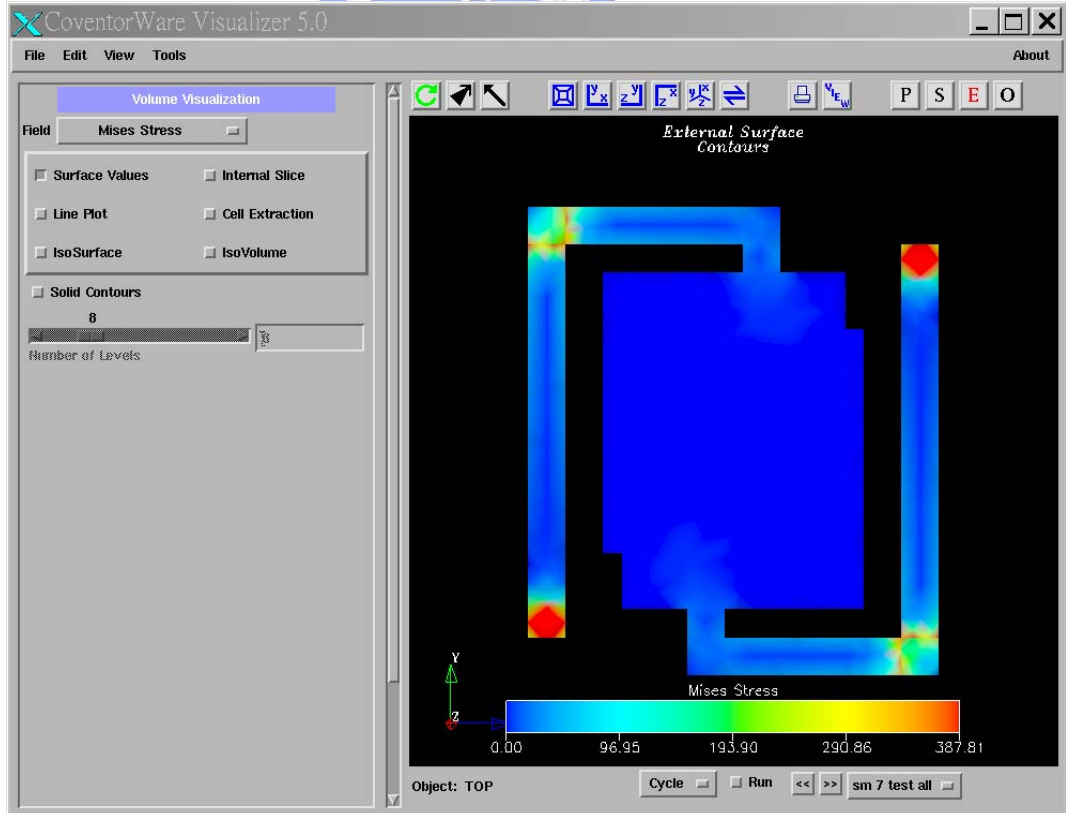 CoventorWare Visualizer 5.0
File Edit View Tools About
Volume Visualization
Field Mises Stress
Surface Values Internal Slice
Line Plot Cell Extraction
IsoSurface IsoVolume
Solid Contours
8
8
Number of Levels
P S E O
External Surface
Contours
Y
Z
Mises Stress
0.00 96.95 193.90 290.86 387.81
Object: TOP Cycle Run << >> sm 7 test all